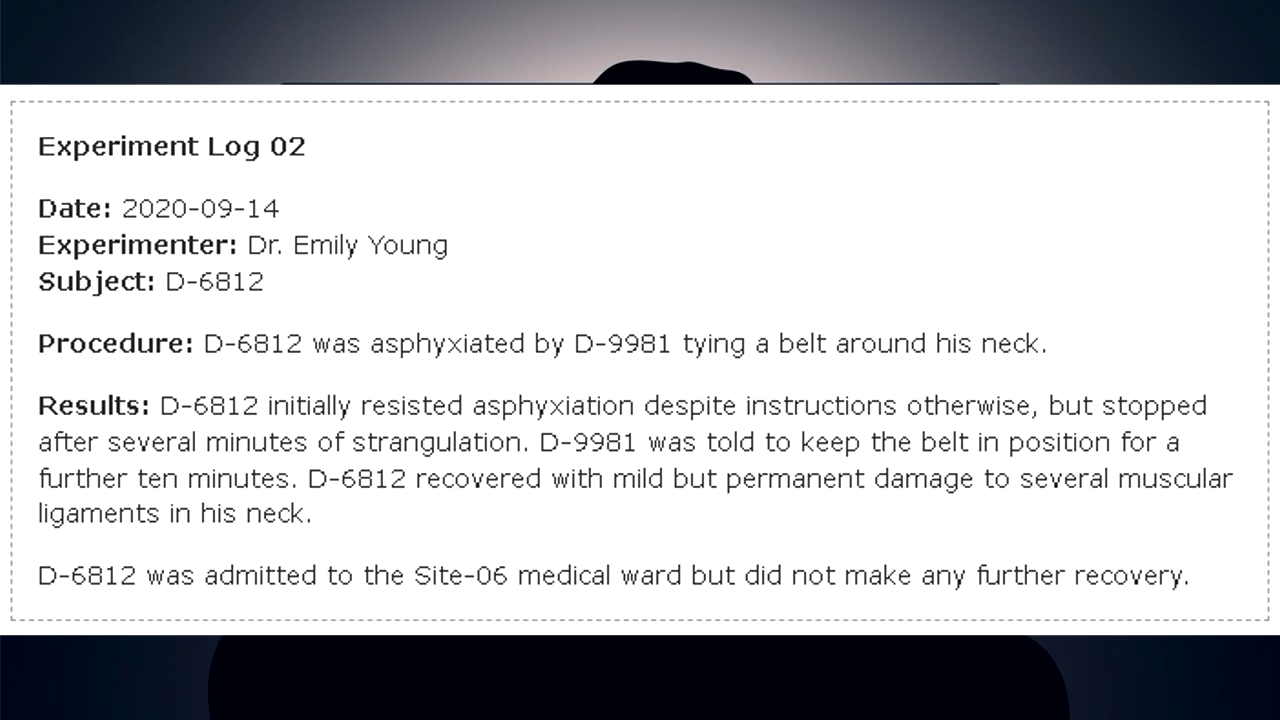 Experiment Log 02
Date: 2020-09-14
Experimenter: Dr. Emily Young
Subject: D-6812
Procedure: D-6812 was asphyxiated by D-9981 tying a belt around his neck.
Results: D-6812 initially resisted asphyxiation despite instructions otherwise, but stopped
after several minutes of strangulation. D-9981 was told to keep the belt in position for a
further ten minutes. D-6812 recovered with mild but permanent damage to several muscular
ligaments in his neck.
D-6812 was admitted to the Site-06 medical ward but did not make any further recovery.